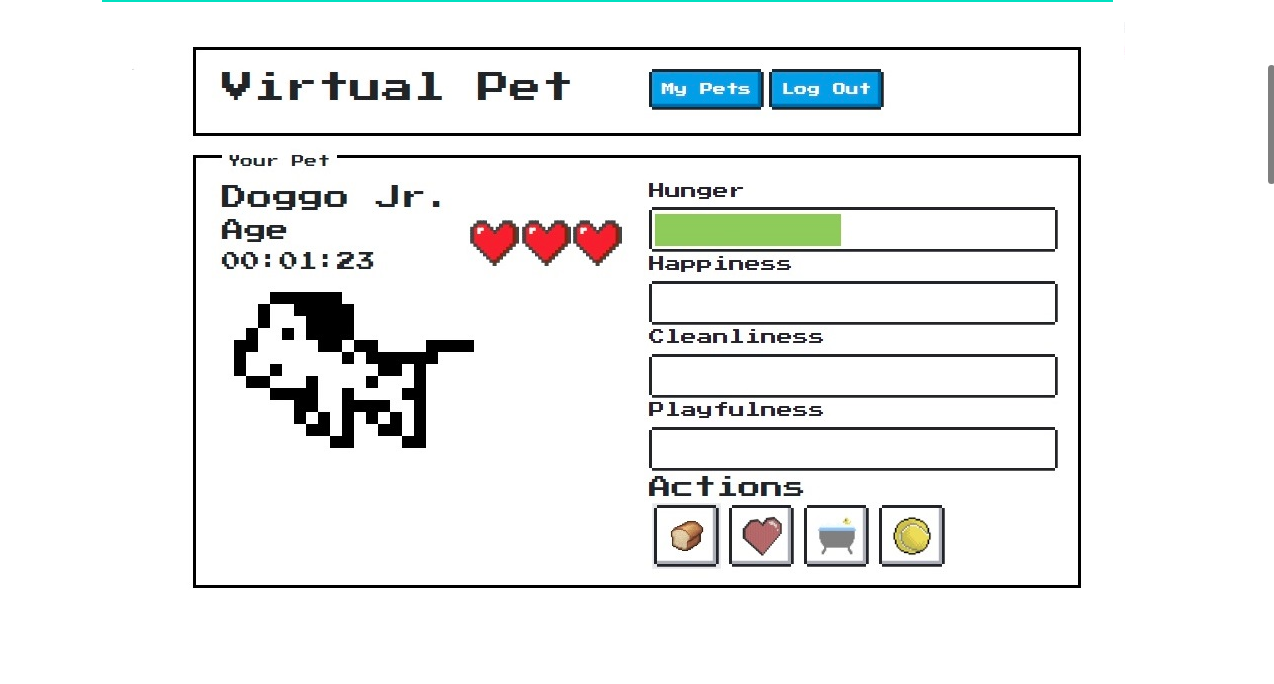 Virtual Pet
My Pets
Log Out
Your Pet
Doggo Jr.
Age
00:01:23
Hunger
Happiness
Cleanliness
Playfulness
Actions